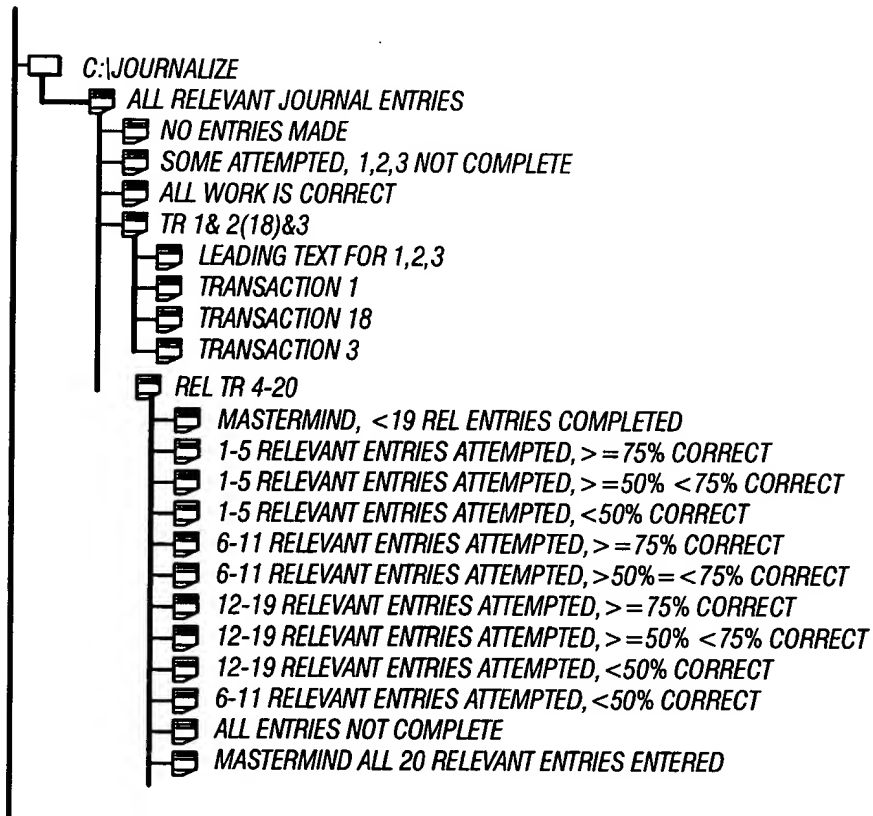 C:\JOURNALIZE
ALL RELEVANT JOURNAL ENTRIES
NO ENTRIES MADE
SOME ATTEMPTED, 1,2,3 NOT COMPLETE
ALL WORK IS CORRECT
TR 1& 2(18)&3
LEADING TEXT FOR 1,2,3
TRANSACTION 1
TRANSACTION 18
TRANSACTION 3
REL TR 4-20
MASTERMIND, <19 REL ENTRIES COMPLETED
1-5 RELEVANT ENTRIES ATTEMPTED, >=75% CORRECT
1-5 RELEVANT ENTRIES ATTEMPTED, >=50% <75% CORRECT
1-5 RELEVANT ENTRIES ATTEMPTED, <50% CORRECT
6-11 RELEVANT ENTRIES ATTEMPTED, >=75% CORRECT
6-11 RELEVANT ENTRIES ATTEMPTED, >50%=<75% CORRECT
12-19 RELEVANT ENTRIES ATTEMPTED, >=75% CORRECT
12-19 RELEVANT ENTRIES ATTEMPTED, >=50% <75% CORRECT
12-19 RELEVANT ENTRIES ATTEMPTED, <50% CORRECT
6-11 RELEVANT ENTRIES ATTEMPTED, <50% CORRECT
ALL ENTRIES NOT COMPLETE
MASTERMIND ALL 20 RELEVANT ENTRIES ENTERED